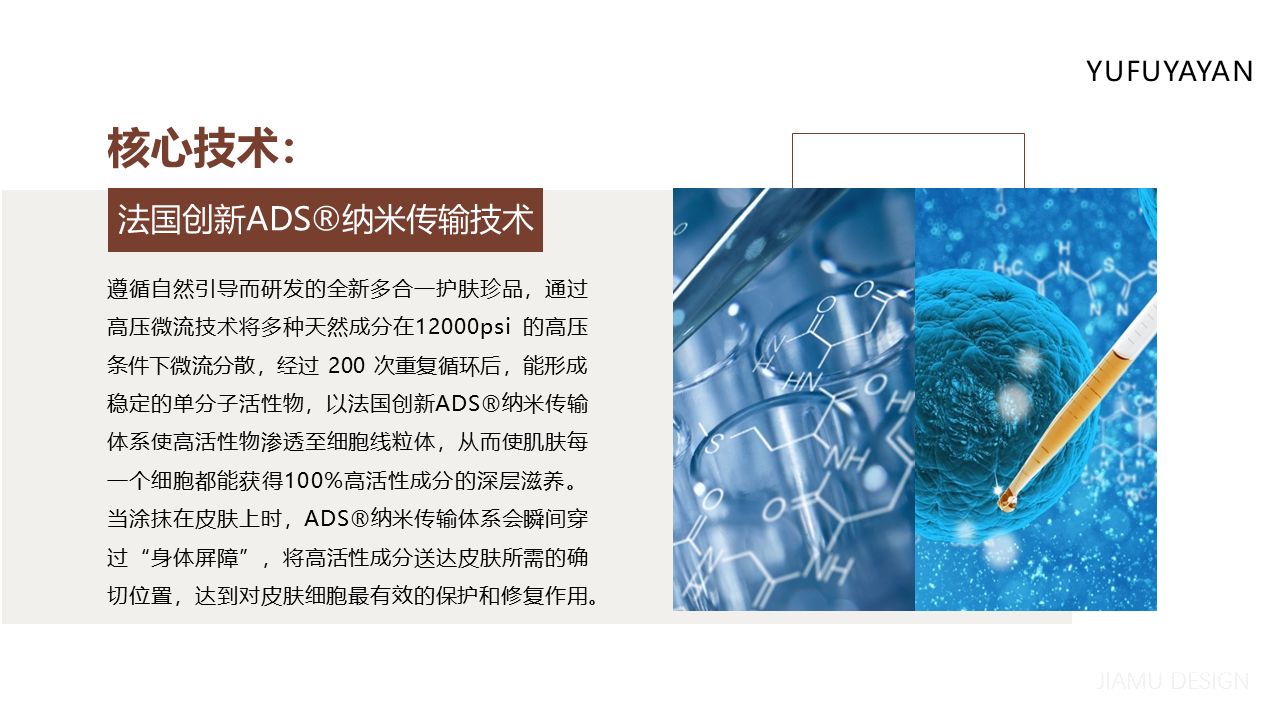 YUFUYAYAN
核心技术：
法国创新ADS®纳米传输技术
遵循自然引导而研发的全新多合一护肤珍品，通过
高压微流技术将多种天然成分在12000psi 的高压
条件下微流分散，经过 200 次重复循环后，能形成
稳定的单分子活性物，以法国创新ADS®纳米传输
体系使高活性物渗透至细胞线粒体，从而使肌肤每
一个细胞都能获得100%高活性成分的深层滋养。
当涂抹在皮肤上时，ADS®纳米传输体系会瞬间穿
过“身体屏障”，将高活性成分送达皮肤所需的确
切位置，达到对皮肤细胞最有效的保护和修复作用。
O
O
O
N
H
HN
O
H
S
NH
O
O
N
H
NH
O
H₃C
H
N
S
S
N
N
JIAMU DESIGN